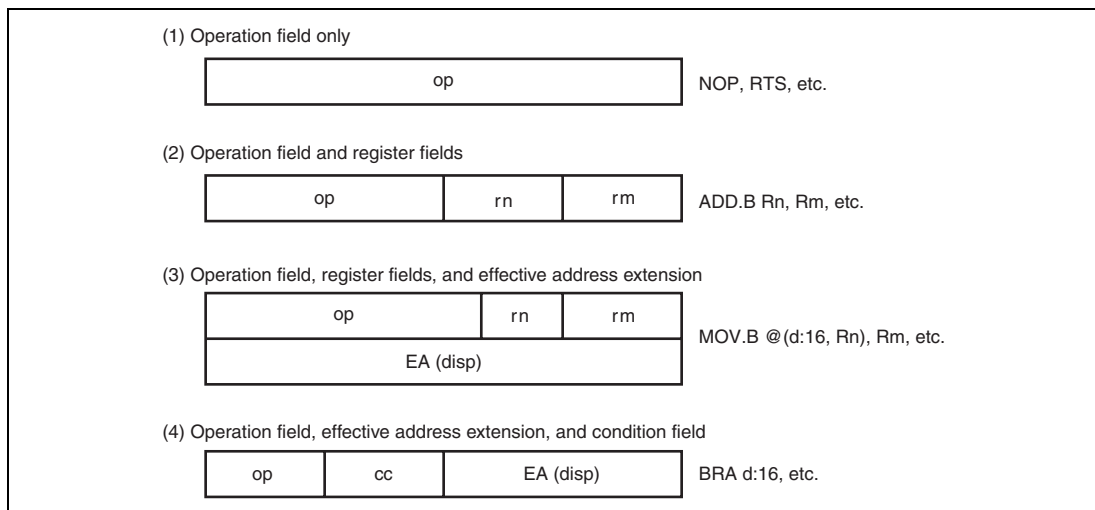 (1) Operation field only
op
NOP, RTS, etc.
(2) Operation field and register fields
op rn rm
ADD.B Rn, Rm, etc.
(3) Operation field, register fields, and effective address extension
op rn rm
MOV.B @(d:16, Rn), Rm, etc.
EA (disp)
(4) Operation field, effective address extension, and condition field
op cc EA (disp)
BRA d:16, etc.